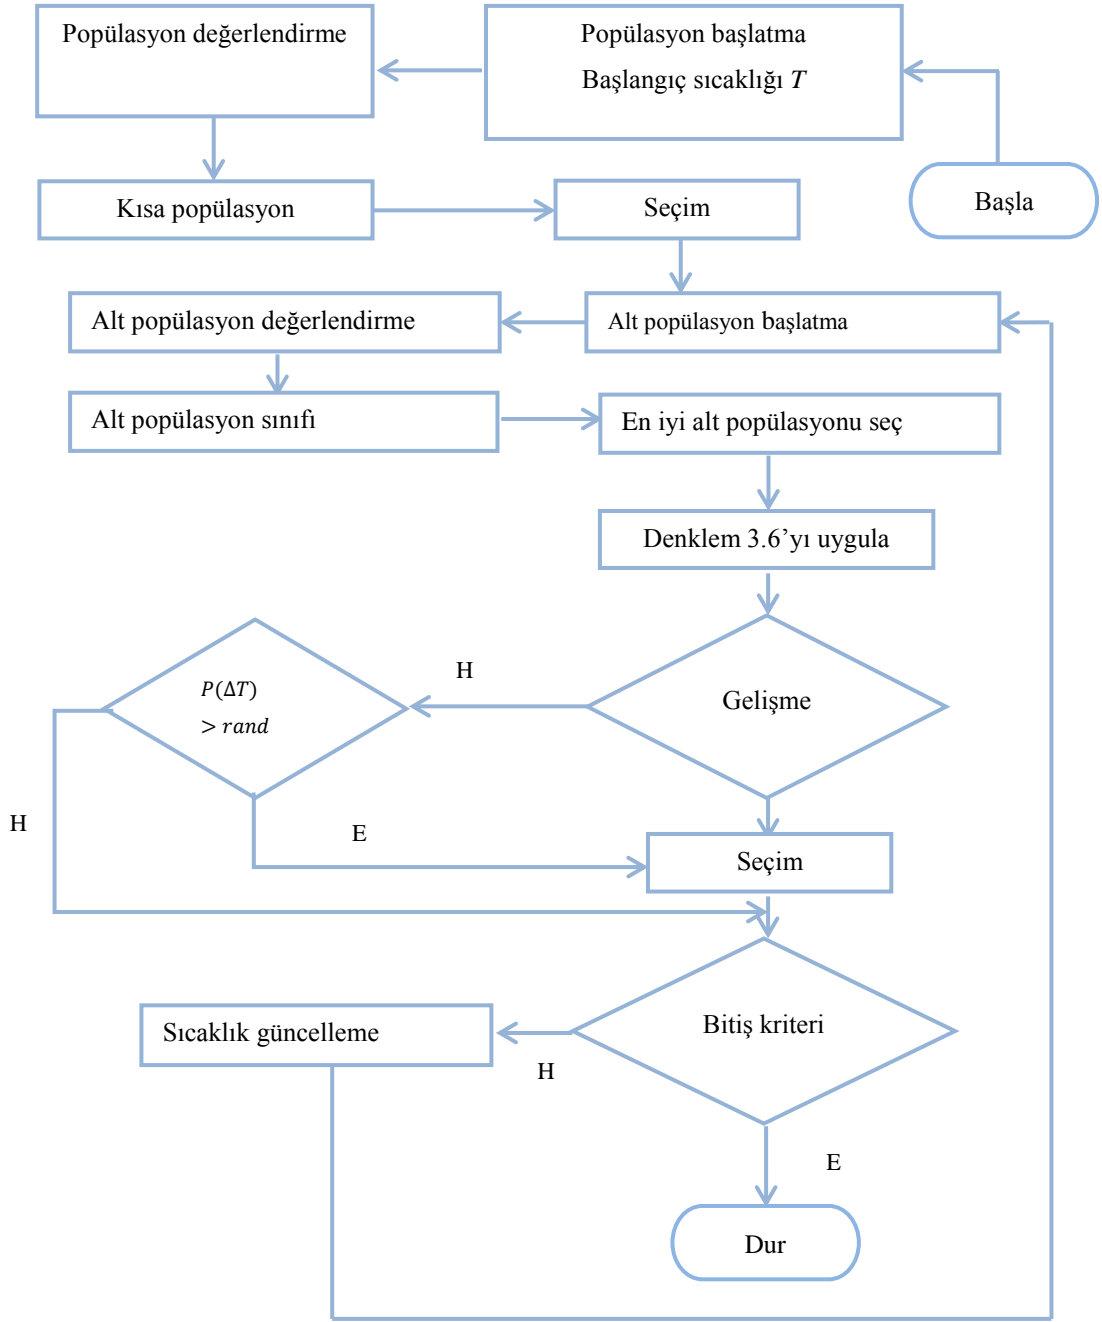 Popülasyon değerlendirme
Popülasyon başlatma
Başlangıç sıcaklığı T
Başla
Kısa popülasyon
Seçim
Alt popülasyon değerlendirme
Alt popülasyon başlatma
Alt popülasyon sınıfı
En iyi alt popülasyonu seç
Denklem 3.6’yı uygula
H
P(ΔT)
> rand
Gelişme
H
E
Seçim
Sıcaklık güncelleme
Bitiş kriteri
H
E
Dur